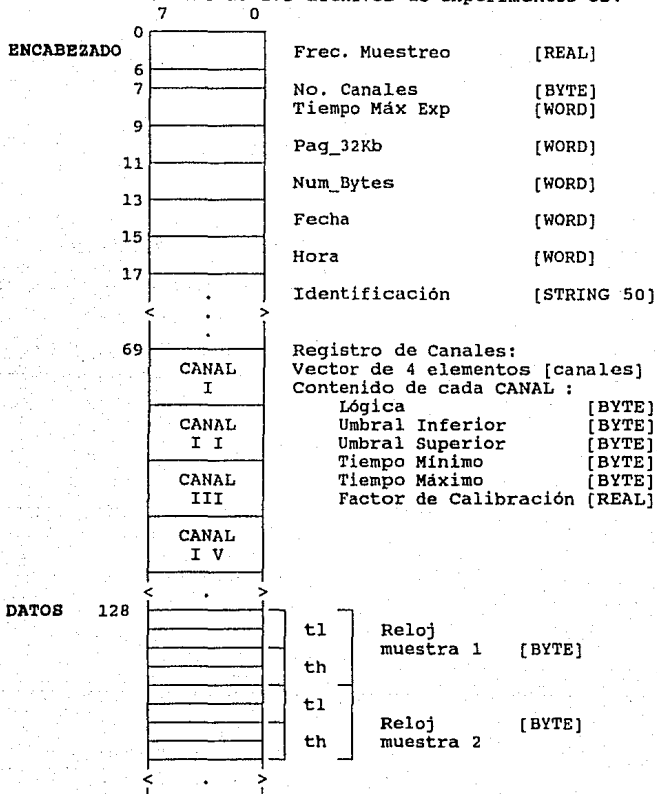 7 0
0
ENCABEZADO Frec. Muestreo [REAL]
6
7 No. Canales [BYTE]
Tiempo Máx Exp [WORD]
9
Pag_32Kb [WORD]
11
Num_Bytes [WORD]
13
Fecha [WORD]
15
Hora [WORD]
17
Identificación [STRING 50]
69 Registro de Canales:
CANAL Vector de 4 elementos [canales]
I Contenido de cada CANAL :
Lógica [BYTE]
CANAL Umbral Inferior [BYTE]
I I Umbral Superior [BYTE]
Tiempo Mínimo [BYTE]
CANAL Tiempo Máximo [BYTE]
III Factor de Calibración [REAL]
CANAL
I V
DATOS 128
tl Reloj
muestra 1 [BYTE]
th
tl
Reloj [BYTE]
th muestra 2